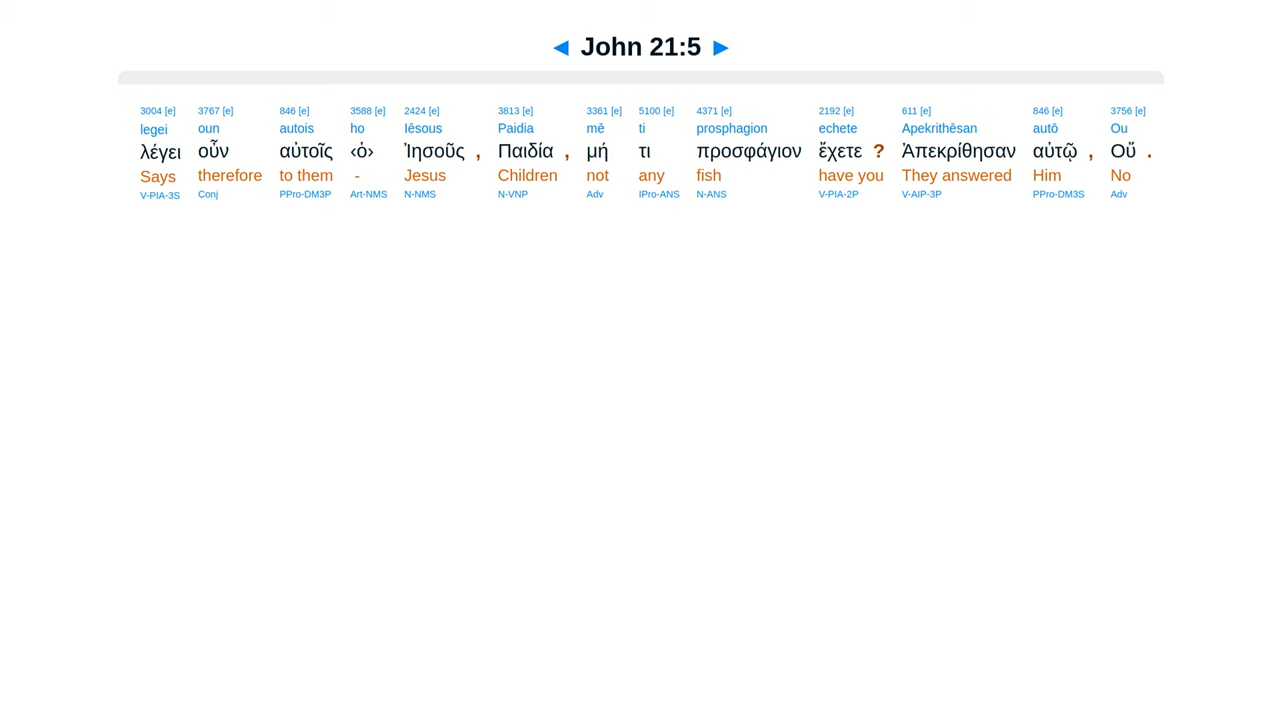 ◄ John 21:5 ►
3004 [e] 3767 [e] 846 [e] 3588 [e] 2424 [e] 3813 [e] 3361 [e] 5100 [e] 4371 [e] 2192 [e] 611 [e] 846 [e] 3756 [e]
legei oun autois ho Iēsous Paidia mē ti prosphagion echete Apekrithēsan autō Ou
λέγει οὖν αὐτοῖς ‹ὁ› Ἰησοῦς , Παιδία , μή τι προσφάγιον ἔχετε ? Ἀπεκρίθησαν αὐτῷ , Οὔ .
Says therefore to them - Jesus Children not any fish have you They answered Him No
V-PIA-3S Conj PPro-DM3P Art-NMS N-NMS N-VNP Adv IPro-ANS N-ANS V-PIA-2P V-AIP-3P PPro-DM3S Adv